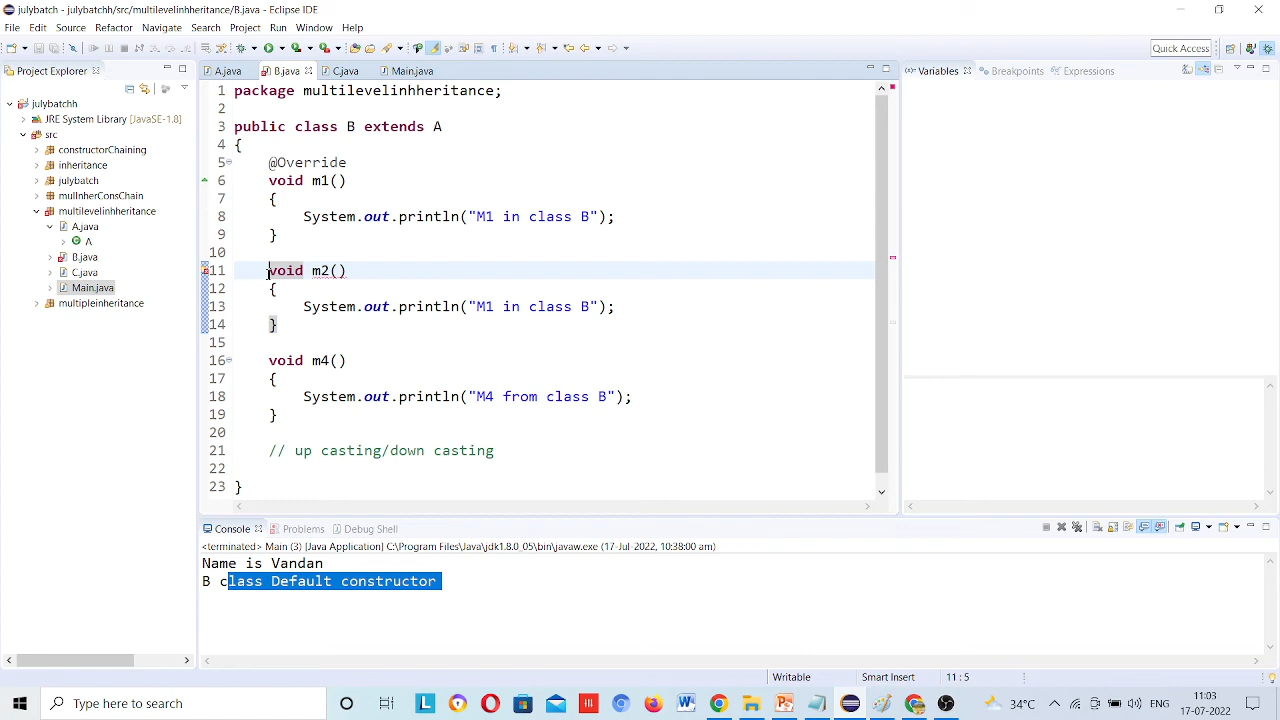 julybatch - julybatchh/src/multilevelinhheritance/B.java - Eclipse IDE
File Edit Source Refactor Navigate Search Project Run Window Help
Quick Access
Project Explorer
julybatchh
JRE System Library [JavaSE-1.8]
src
constructorChaining
inheritance
julybatch
mulInherConsChain
multilevelinhheritance
A.java
A
B.java
C.java
Main.java
multipleinheritance
A.java B.java C.java Main.java
1 package multilevelinhheritance;
2
3 public class B extends A
4 {
5 @Override
6 void m1()
7 {
8 System.out.println("M1 in class B");
9 }
10
11 void m2()
12 {
13 System.out.println("M1 in class B");
14 }
15
16 void m4()
17 {
18 System.out.println("M4 from class B");
19 }
20
21 // up casting/down casting
22
23 }
Variables Breakpoints Expressions
Console Problems Debug Shell
<terminated> Main (3) [Java Application] C:\Program Files\Java\jdk1.8.0_05\bin\javaw.exe (17-Jul-2022, 10:38:00 am)
Name is Vandan
B class Default constructor
Writable Smart Insert 11 : 5
Type here to search
34°C ENG 11:03
17-07-2022